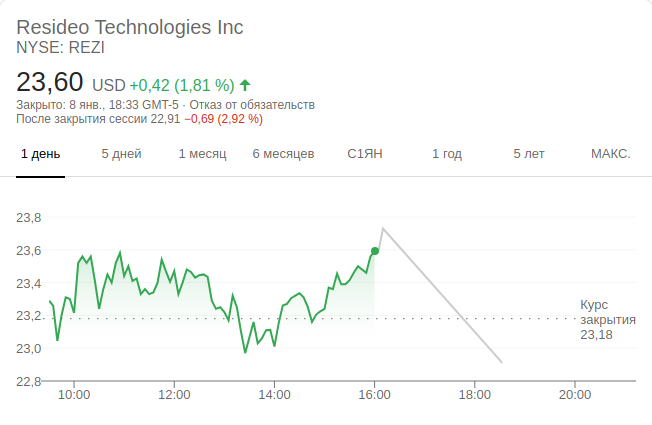 Resideo Technologies Inc
NYSE: REZI
23,60 USD +0,42 (1,81 %)
Закрыто: 8 янв., 18:33 GMT-5 · Отказ от обязательств
После закрытия сессии 22,91 −0,69 (2,92 %)
1 день 5 дней 1 месяц 6 месяцев С1ЯН 1 год 5 лет МАКС.
23,8
23,6
23,4
23,2
23,0
22,8
Курс
закрытия
23,18
10:00 12:00 14:00 16:00 18:00 20:00